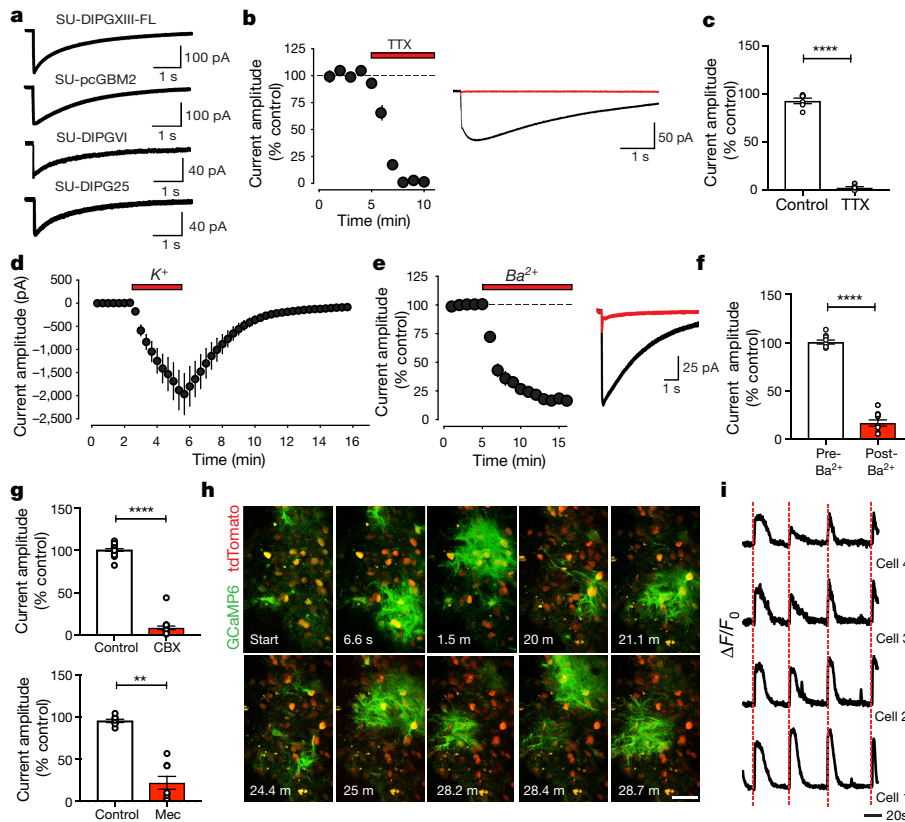 a
SU-DIPGXIII-FL
100 pA
1 s
SU-pcGBM2
100 pA
1 s
SU-DIPGVI
40 pA
1 s
SU-DIPG25
40 pA
1 s
b
TTX
Current amplitude
(% control)
125
100
75
50
25
0
0
5
10
Time (min)
50 pA
1 s
c
****
Current amplitude
(% control)
150
100
50
0
Control
TTX
d
K+
Current amplitude (pA)
500
0
−500
−1,000
−1,500
−2,000
−2,500
0
2
4
6
8
10
12
14
16
Time (min)
e
Ba2+
Current amplitude
(% control)
125
100
75
50
25
0
0
5
10
15
Time (min)
25 pA
1 s
f
****
Current amplitude
(% control)
150
100
50
0
Pre-
Ba2+
Post-
Ba2+
g
****
Current amplitude
(% control)
150
100
50
0
Control
CBX
**
Current amplitude
(% control)
150
100
50
0
Control
Mec
h
GCaMP6 tdTomato
Start
6.6 s
1.5 m
20 m
21.1 m
24.4 m
25 m
28.2 m
28.4 m
28.7 m
i
ΔF/F0
Cell 4
Cell 3
Cell 2
Cell 1
20s